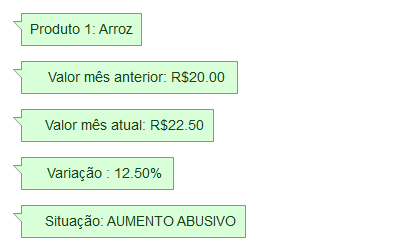 Produto 1: Arroz
Valor mês anterior: R$20.00
Valor mês atual: R$22.50
Variação : 12.50%
Situação: AUMENTO ABUSIVO